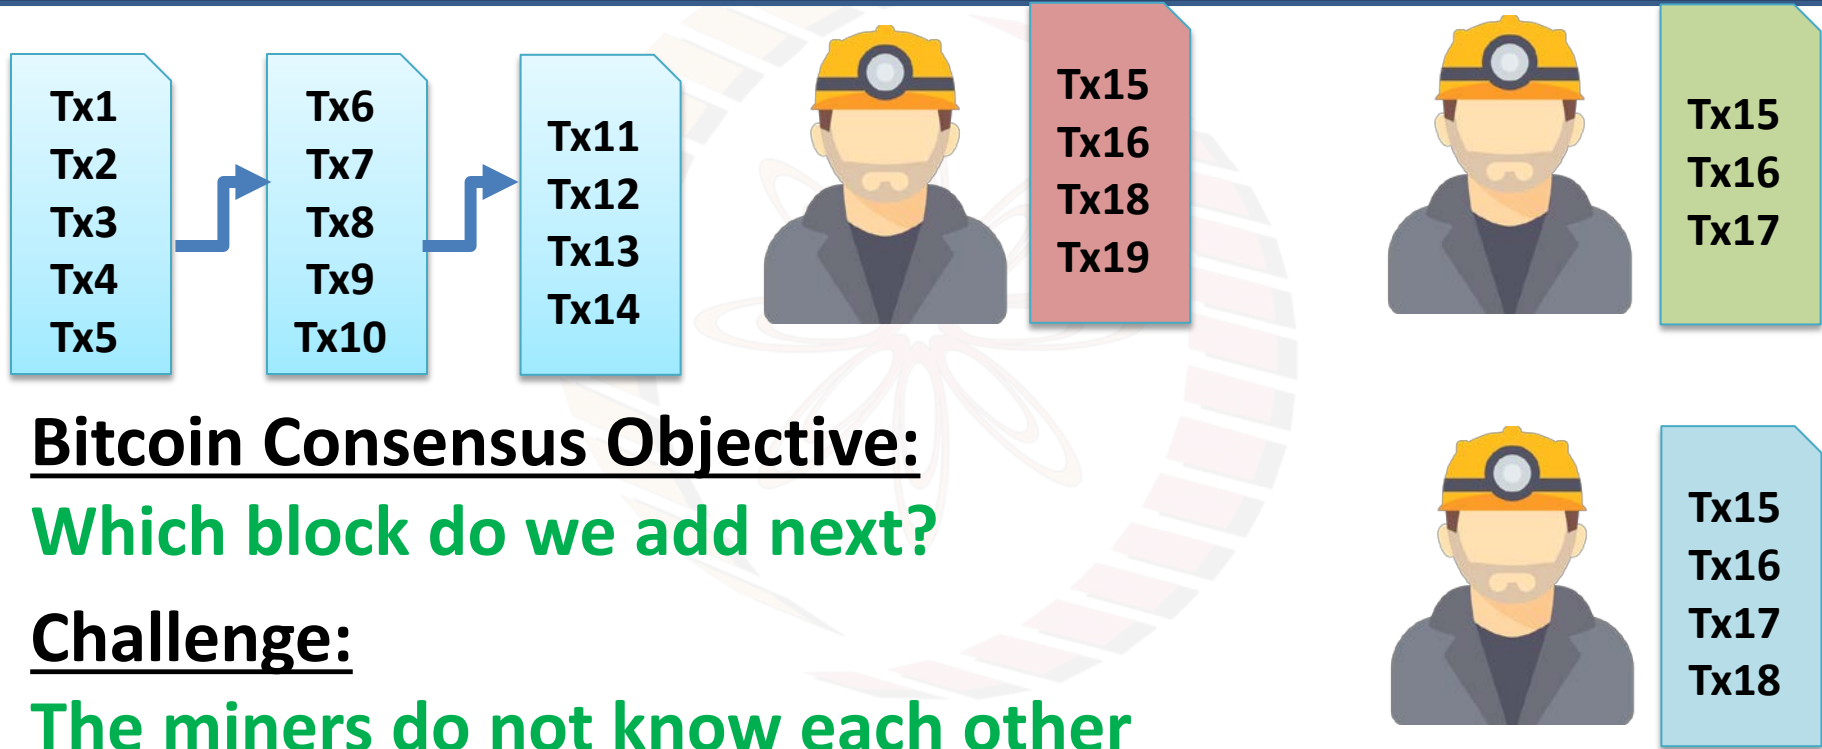 Tx1
Tx2
Tx3
Tx4
Tx5
Tx6
Tx7
Tx8
Tx9
Tx10
Tx11
Tx12
Tx13
Tx14
Tx15
Tx16
Tx18
Tx19
Tx15
Tx16
Tx17
Bitcoin Consensus Objective:
Which block do we add next?
Challenge:
The miners do not know each other
Tx15
Tx16
Tx17
Tx18